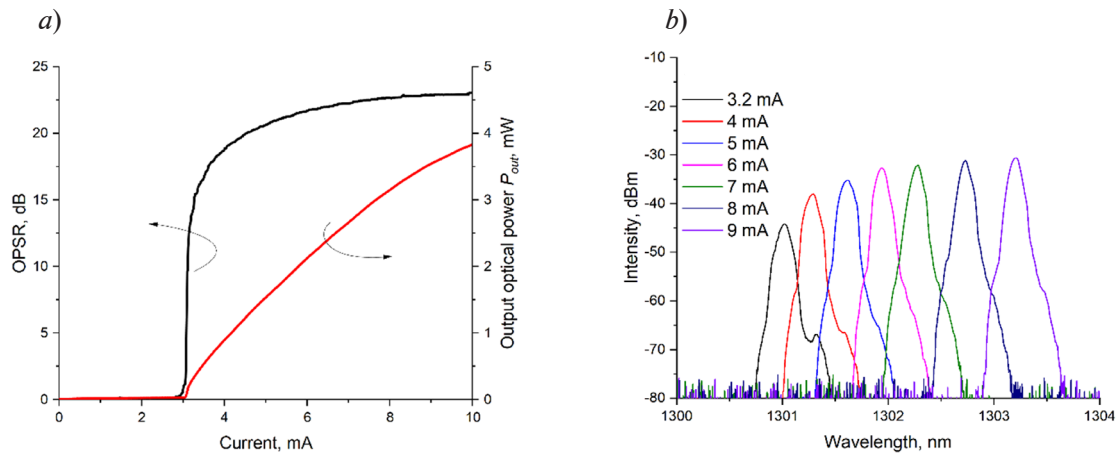 a)
25
20
15
10
5
0
OPSR, dB
0
2
4
6
8
10
Current, mA
5
4
3
2
1
0
Output optical power Pout, mW
b)
-10
-20
-30
-40
-50
-60
-70
-80
Intensity, dBm
3.2 mA
4 mA
5 mA
6 mA
7 mA
8 mA
9 mA
1300
1301
1302
1303
1304
Wavelength, nm